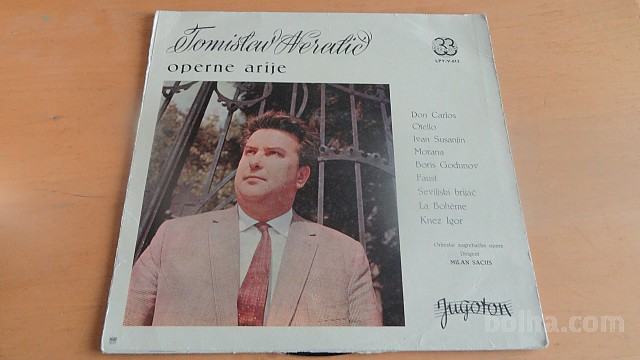 Tomislav Neralić
operne arije
33
LPY-V-613
Don Carlos
Otello
Ivan Susanjin
Morana
Boris Godunov
Faust
Seviljski brijač
La Bohème
Knez Igor
Orkestar zagrebačke opere
Dirigent
MILAN SACHS
Jugoton
bolha.com